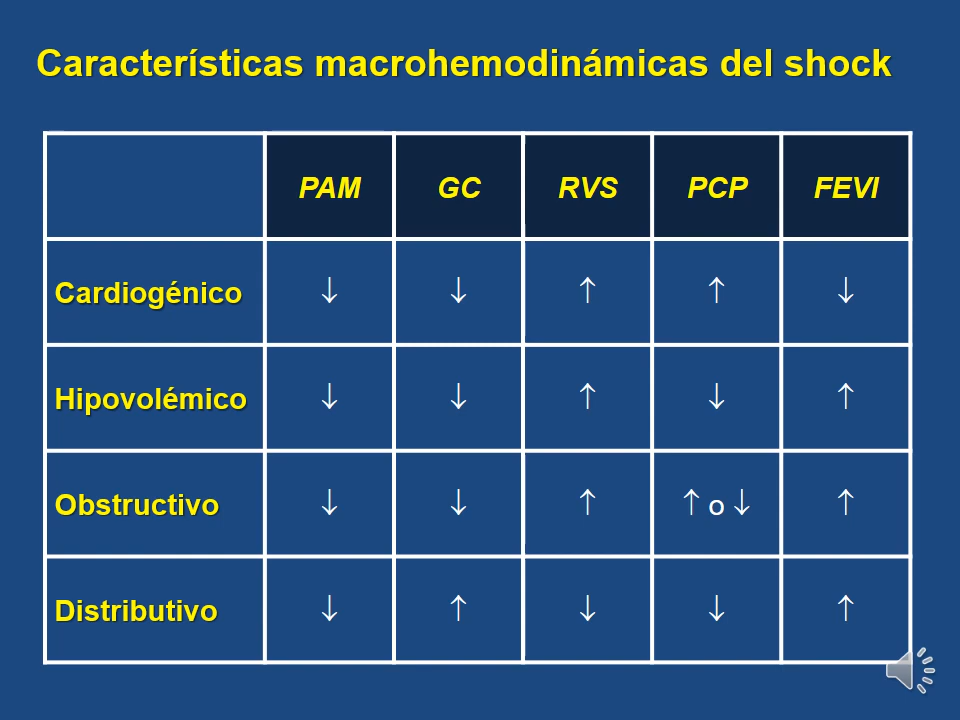 Características macrohemodinámicas del shock
PAM GC RVS PCP FEVI
Cardiogénico ↓ ↓ ↑ ↑ ↓
Hipovolémico ↓ ↓ ↑ ↓ ↑
Obstructivo ↓ ↓ ↑ ↑ o ↓ ↑
Distributivo ↓ ↑ ↓ ↓ ↑